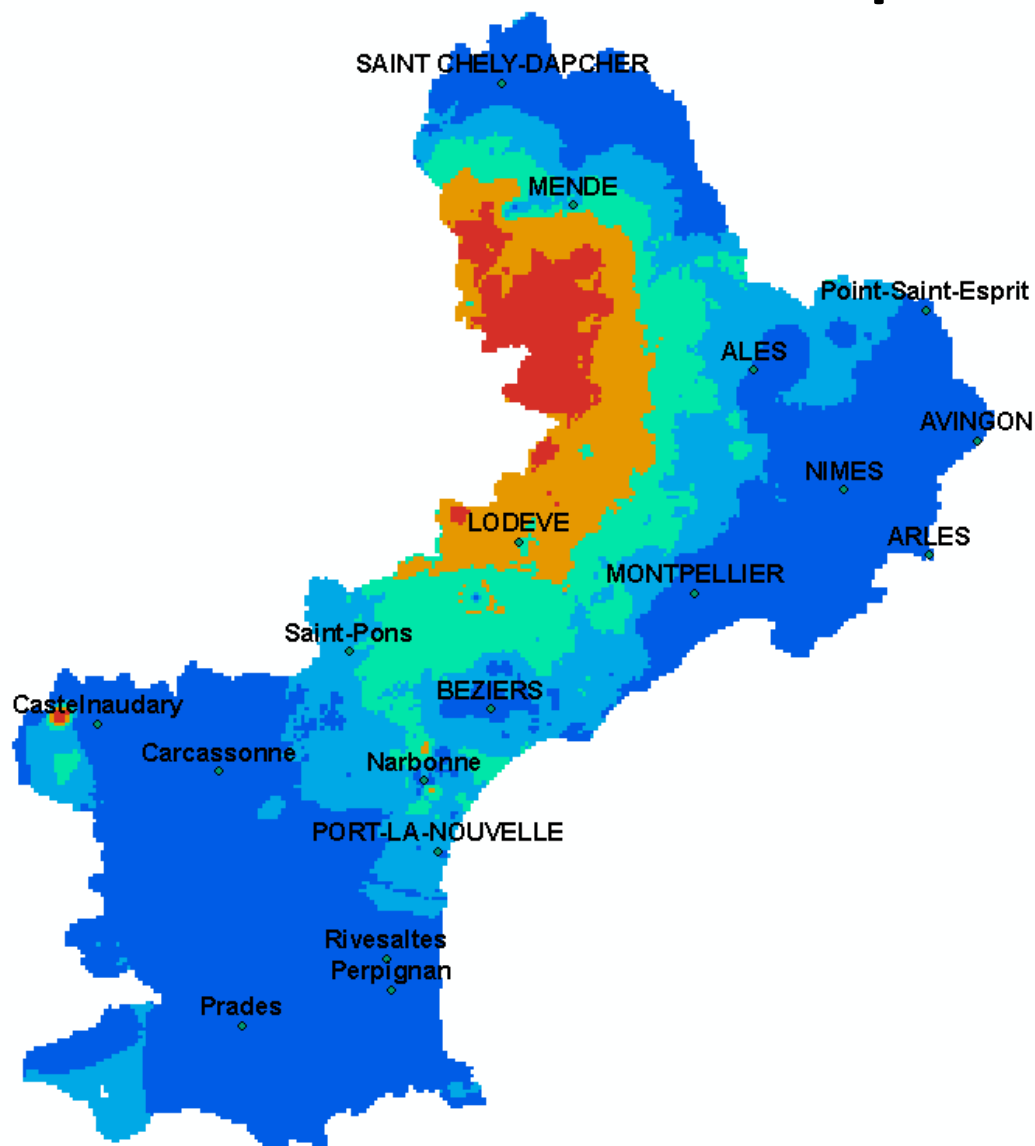 SAINT CHELY-DAPCHER
MENDE
Point-Saint-Esprit
ALES
AVINGON
NIMES
LODEVE
ARLES
MONTPELLIER
Saint-Pons
BEZIERS
Castelnaudary
Carcassonne
Narbonne
PORT-LA-NOUVELLE
Rivesaltes
Perpignan
Prades